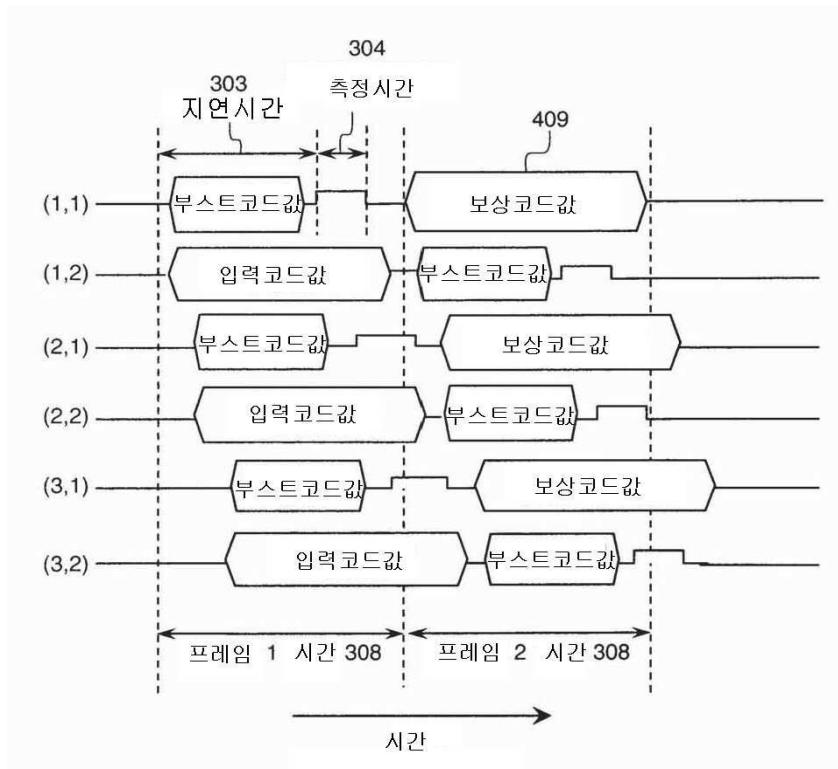 304
측정시간
303
지연시간
409
(1,1) 부스트코드값 보상코드값
(1,2) 입력코드값 부스트코드값
(2,1) 부스트코드값 보상코드값
(2,2) 입력코드값 부스트코드값
(3,1) 부스트코드값 보상코드값
(3,2) 입력코드값 부스트코드값
프레임 1 시간 308 프레임 2 시간 308
시간